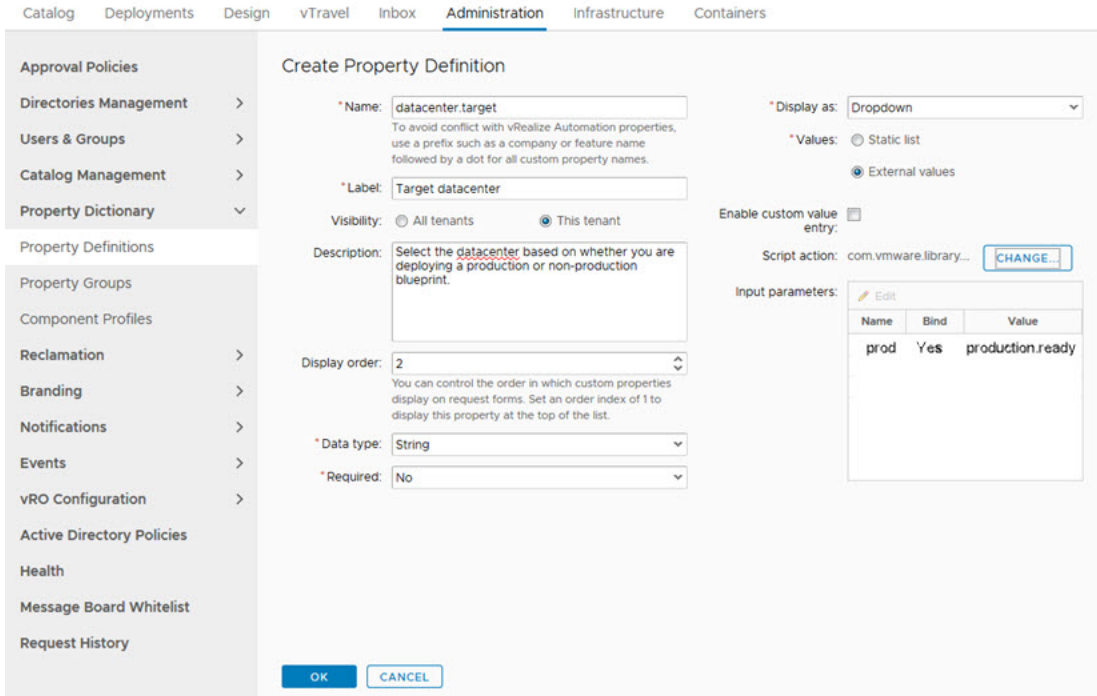 Catalog Deployments Design vTravel Inbox Administration Infrastructure Containers
Approval Policies
Directories Management
Users & Groups
Catalog Management
Property Dictionary
Property Definitions
Property Groups
Component Profiles
Reclamation
Branding
Notifications
Events
vRO Configuration
Active Directory Policies
Health
Message Board Whitelist
Request History
Create Property Definition
*Name: datacenter.target
To avoid conflict with vRealize Automation properties,
use a prefix such as a company or feature name
followed by a dot for all custom property names.
*Label: Target datacenter
Visibility: All tenants This tenant
Description: Select the datacenter based on whether you are
deploying a production or non-production
blueprint.
Display order: 2
You can control the order in which custom properties
display on request forms. Set an order index of 1 to
display this property at the top of the list.
*Data type: String
*Required: No
*Display as: Dropdown
*Values: Static list
External values
Enable custom value
entry:
Script action: com.vmware.library... CHANGE...
Input parameters: Edit
Name Bind Value
prod Yes production.ready
OK CANCEL